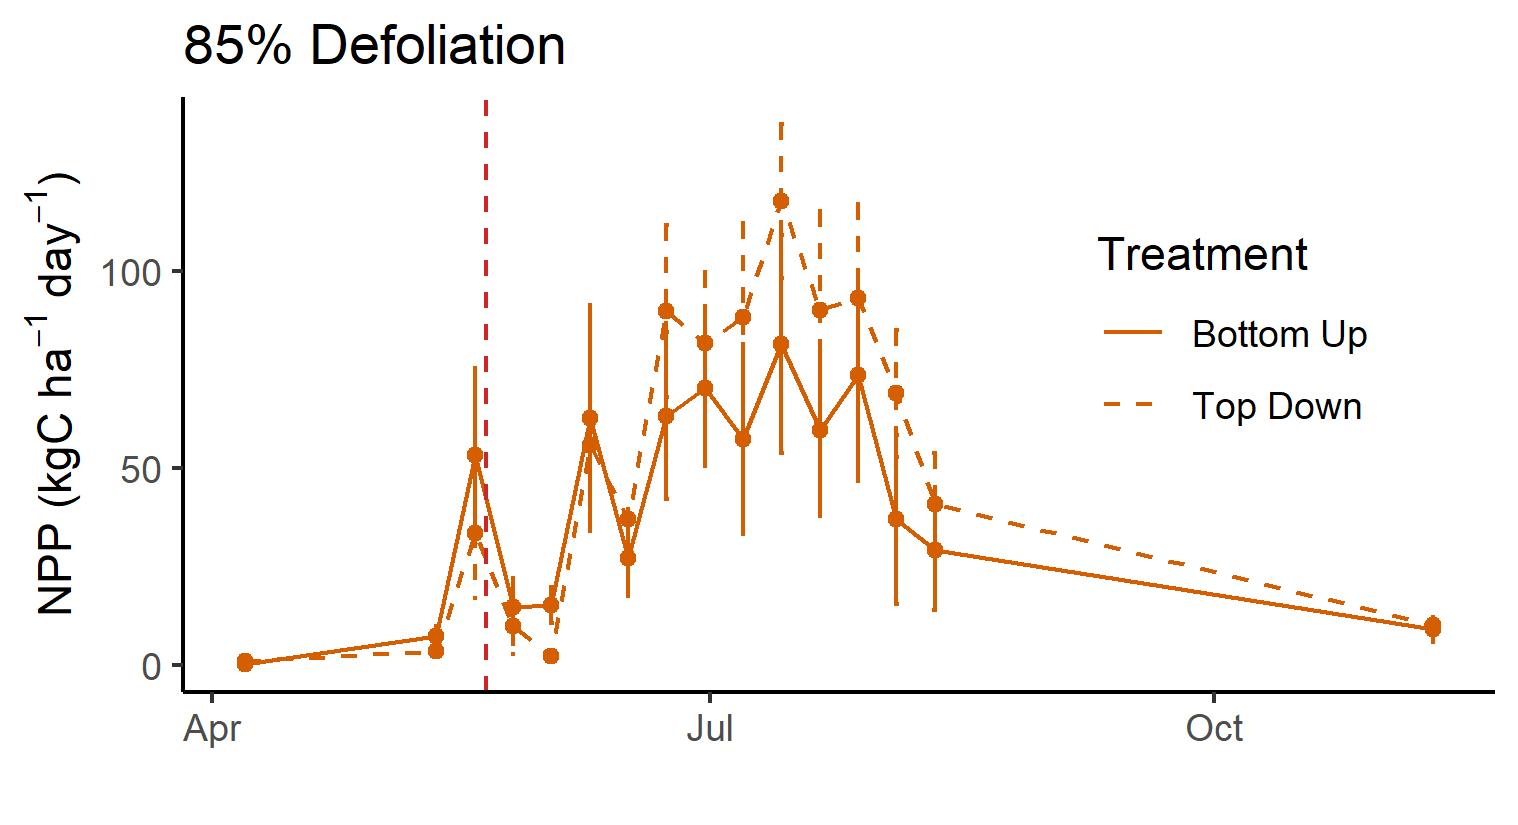 85% Defoliation
NPP (kgC ha⁻¹ day⁻¹)
100
50
0
Apr
Jul
Oct
Treatment
Bottom Up
Top Down